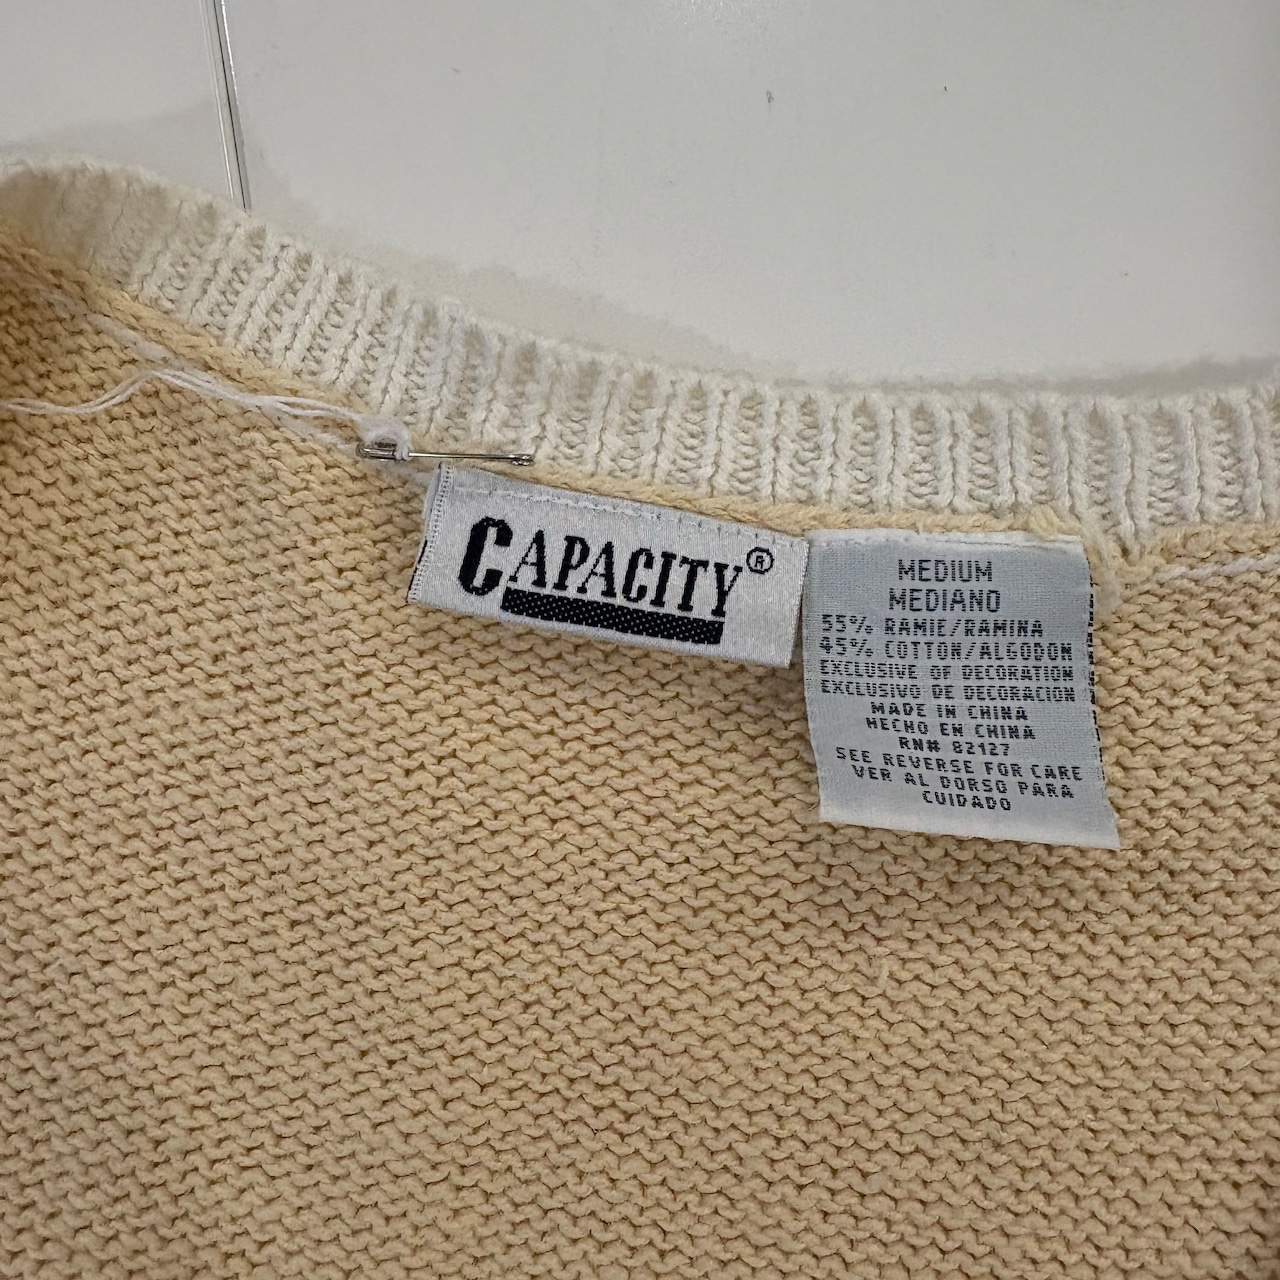 CAPACITY®
MEDIUM
MEDIANO
55% RAMIE/RAMINA
45% COTTON/ALGODON
EXCLUSIVE OF DECORATION
EXCLUSIVO DE DECORACION
MADE IN CHINA
HECHO EN CHINA
RN# 82127
SEE REVERSE FOR CARE
VER AL DORSO PARA
CUIDADO